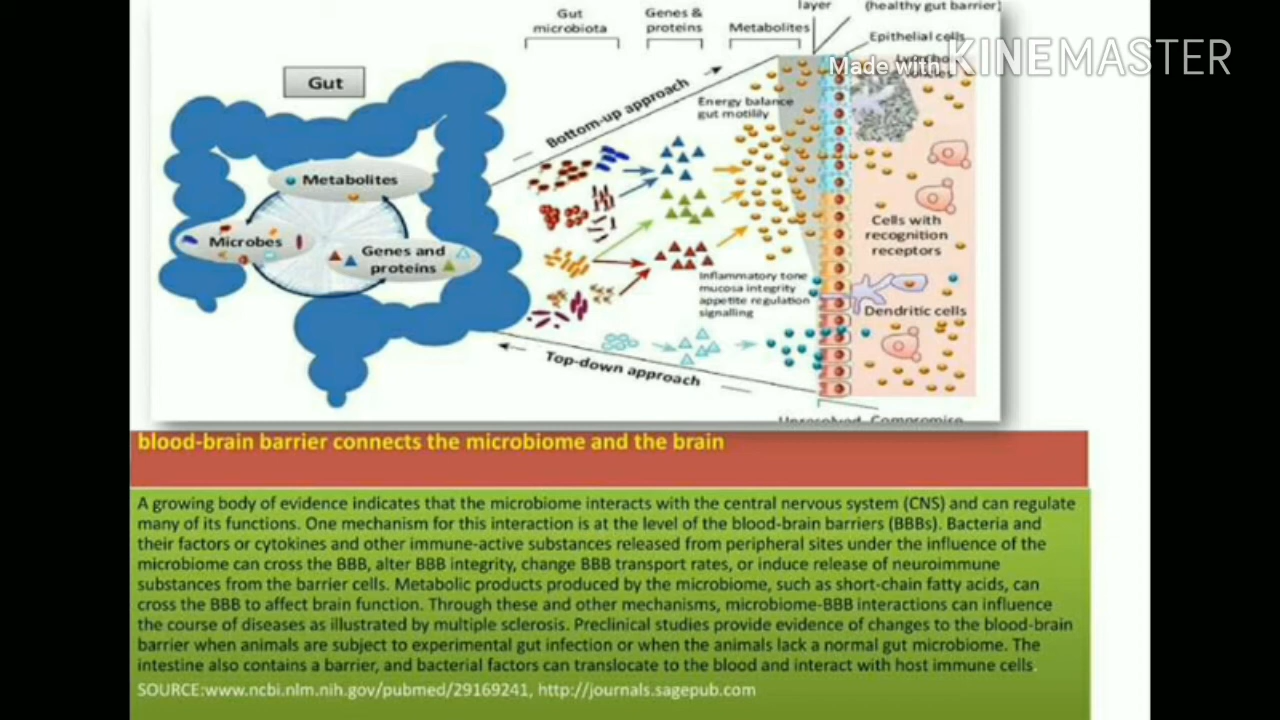 layer
(healthy gut barrier)
Gut
microbiota
Genes &
proteins
Metabolites
Epithelial cells
Made with KINEMASTER
Gut
Bottom-up approach
Energy balance
gut motility
Metabolites
Microbes
Genes and
proteins
Cells with
recognition
receptors
Inflammatory tone
mucosa integrity
appetite regulation
signalling
Dendritic cells
Top-down approach
blood-brain barrier connects the microbiome and the brain
A growing body of evidence indicates that the microbiome interacts with the central nervous system (CNS) and can regulate
many of its functions. One mechanism for this interaction is at the level of the blood-brain barriers (BBBs). Bacteria and
their factors or cytokines and other immune-active substances released from peripheral sites under the influence of the
microbiome can cross the BBB, alter BBB integrity, change BBB transport rates, or induce release of neuroimmune
substances from the barrier cells. Metabolic products produced by the microbiome, such as short-chain fatty acids, can
cross the BBB to affect brain function. Through these and other mechanisms, microbiome-BBB interactions can influence
the course of diseases as illustrated by multiple sclerosis. Preclinical studies provide evidence of changes to the blood-brain
barrier when animals are subject to experimental gut infection or when the animals lack a normal gut microbiome. The
intestine also contains a barrier, and bacterial factors can translocate to the blood and interact with host immune cells.
SOURCE:www.ncbi.nlm.nih.gov/pubmed/29169241, http://journals.sagepub.com